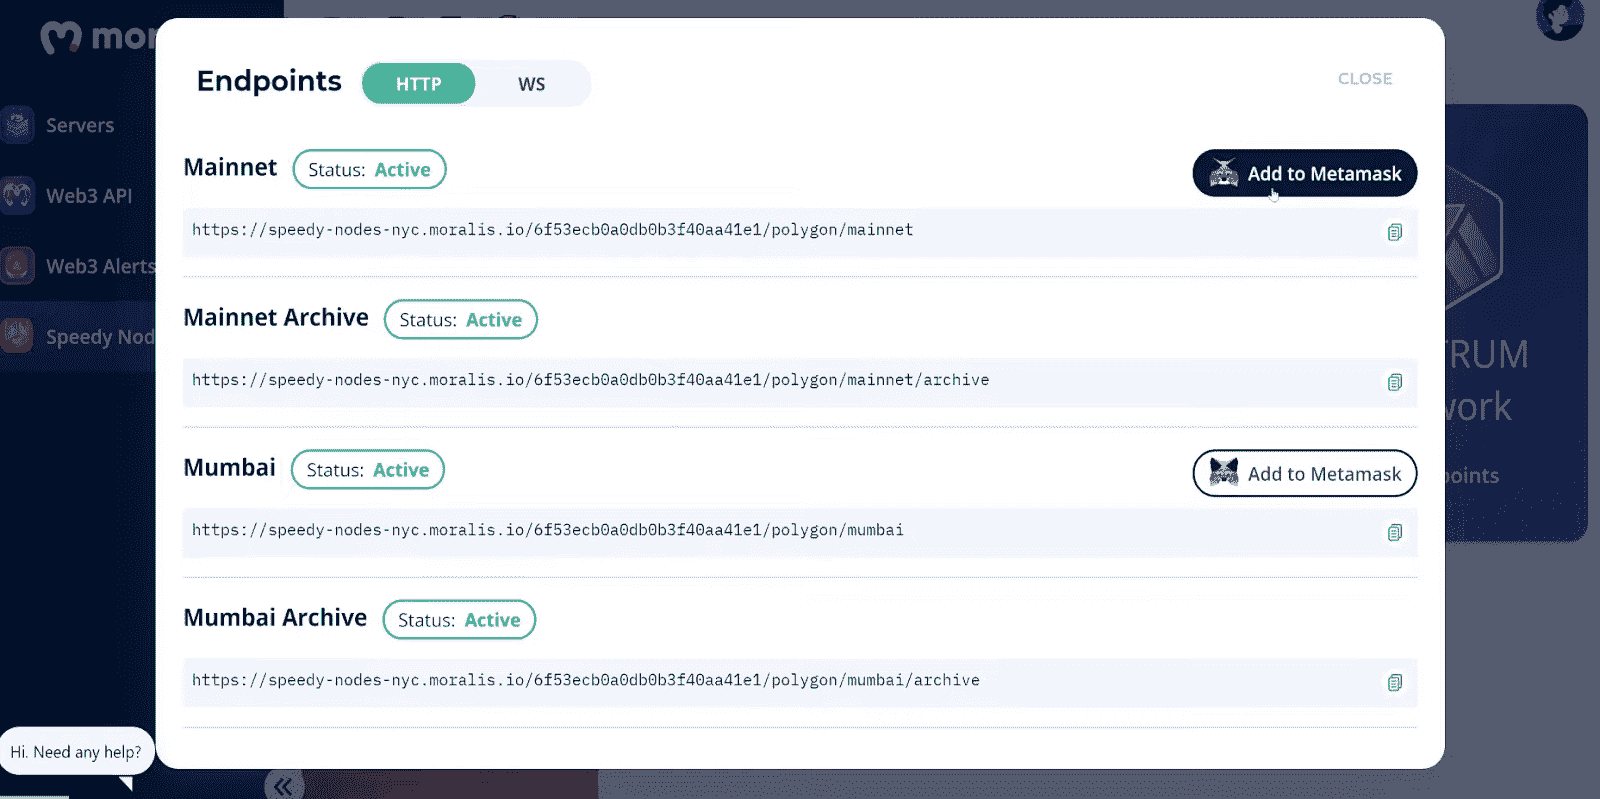 mor
Servers
Web3 API
Web3 Alerts
Speedy Nod
Endpoints
HTTP
WS
CLOSE
Mainnet
Status: Active
Add to Metamask
https://speedy-nodes-nyc.moralis.io/6f53ecb0a0db0b3f40aa41e1/polygon/mainnet
Mainnet Archive
Status: Active
https://speedy-nodes-nyc.moralis.io/6f53ecb0a0db0b3f40aa41e1/polygon/mainnet/archive
Mumbai
Status: Active
Add to Metamask
https://speedy-nodes-nyc.moralis.io/6f53ecb0a0db0b3f40aa41e1/polygon/mumbai
Mumbai Archive
Status: Active
https://speedy-nodes-nyc.moralis.io/6f53ecb0a0db0b3f40aa41e1/polygon/mumbai/archive
TRUM
work
points
Hi. Need any help?